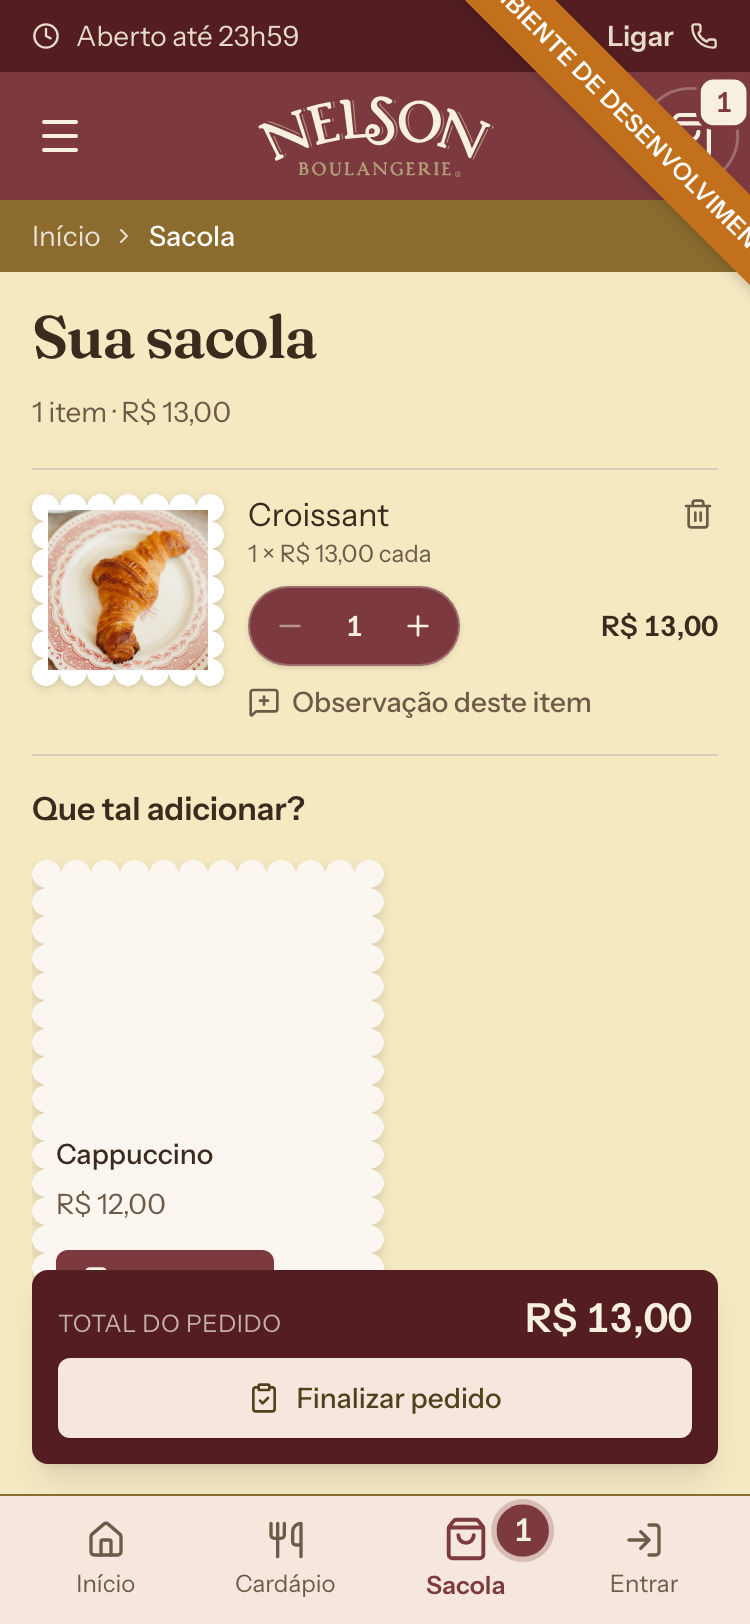 Aberto até 23h59
Ligar
1
NELSON
BOULANGERIE
DE
Início > Sacola
Sua sacola
1 item · R$ 13,00
Croissant
1 × R$ 13,00 cada
− 1 +
R$ 13,00
Observação deste item
Que tal adicionar?
Cappuccino
R$ 12,00
TOTAL DO PEDIDO
R$ 13,00
Finalizar pedido
1
Início
Cardápio
Sacola
Entrar